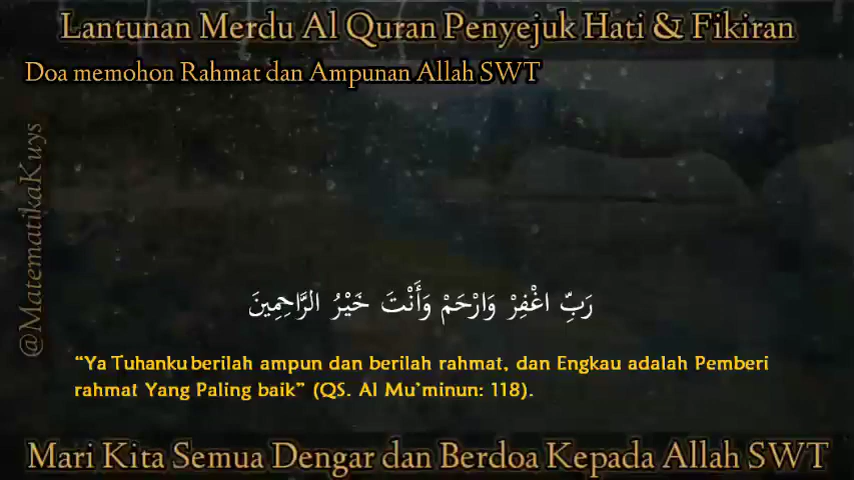 Lantunan Merdu Al Quran Penyejuk Hati & Fikiran
Doa memohon Rahmat dan Ampunan Allah SWT
@MatematikaKuys
رَبِّ اغْفِرْ وَارْحَمْ وَأَنْتَ خَيْرُ الرَّاحِمِينَ
“Ya Tuhanku berilah ampun dan berilah rahmat, dan Engkau adalah Pemberi
rahmat Yang Paling baik” (QS. Al Mu’minun: 118).
Mari Kita Semua Dengar dan Berdoa Kepada Allah SWT